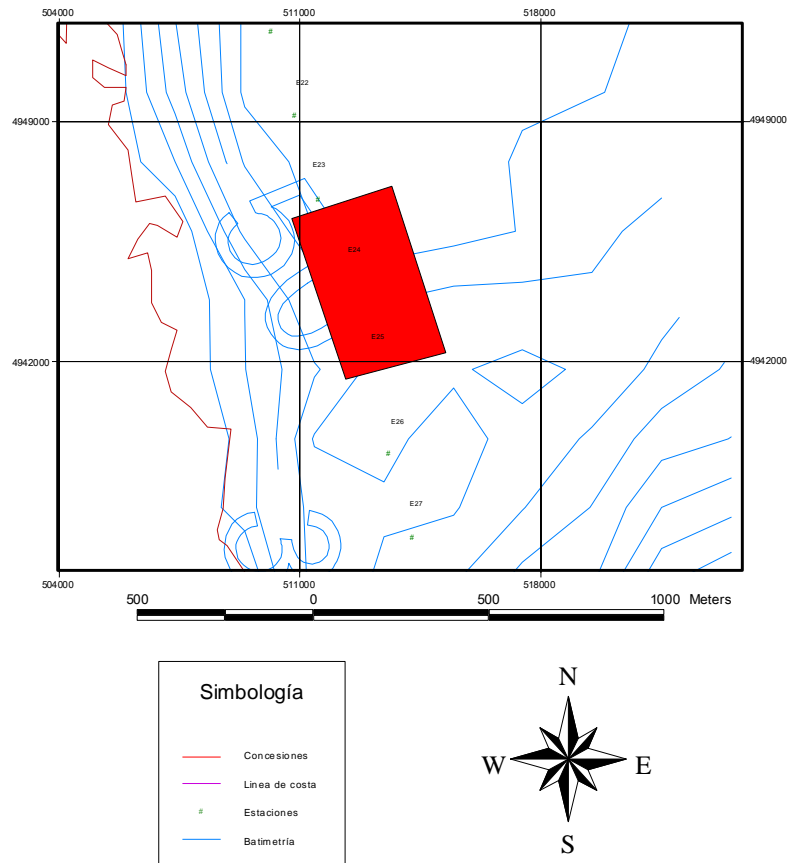 504000 511000 518000
#
E22
#
4949000 4949000
E23
#
E24
E25
4942000 4942000
E26
#
E27
#
504000 511000 518000
500 0 500 1000 Meters
Simbología
Concesiones
Linea de costa
# Estaciones
Batimetría
N
W E
S